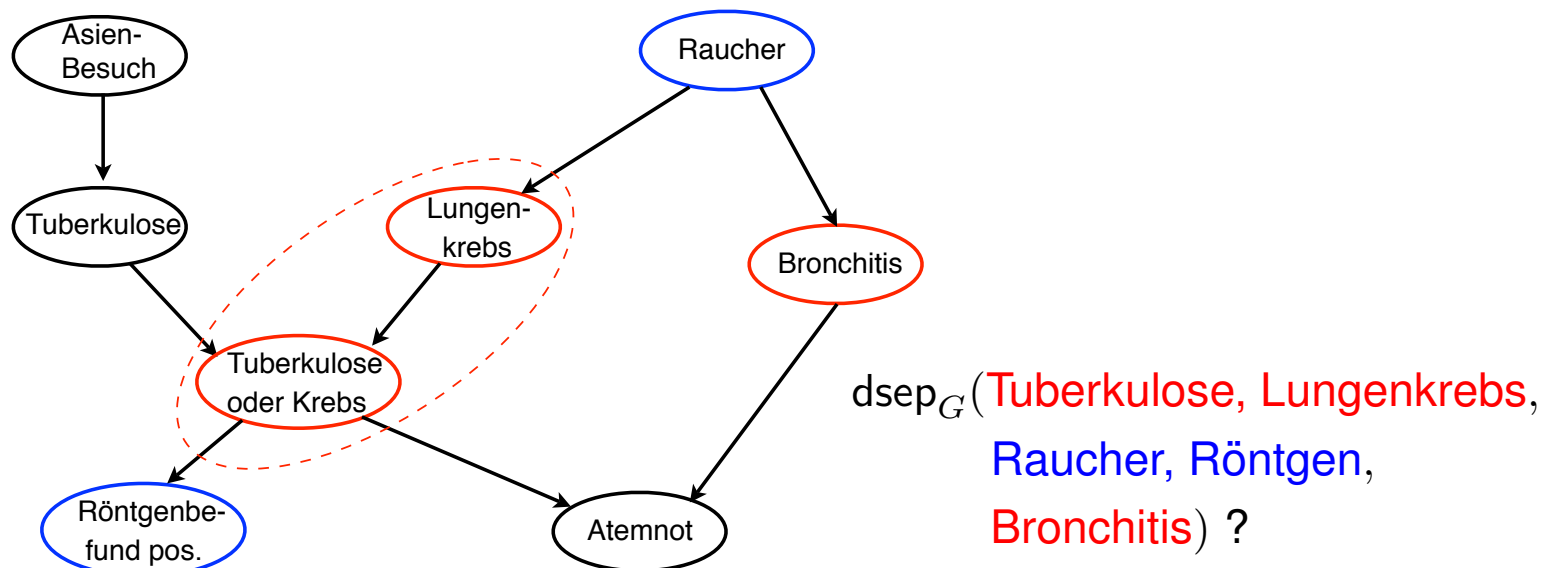 Asien-
Besuch
Raucher
Tuberkulose
Lungen-
krebs
Bronchitis
Tuberkulose
oder Krebs
Röntgenbe-
fund pos.
Atemnot
dsep_G(Tuberkulose, Lungenkrebs,
Raucher, Röntgen,
Bronchitis) ?